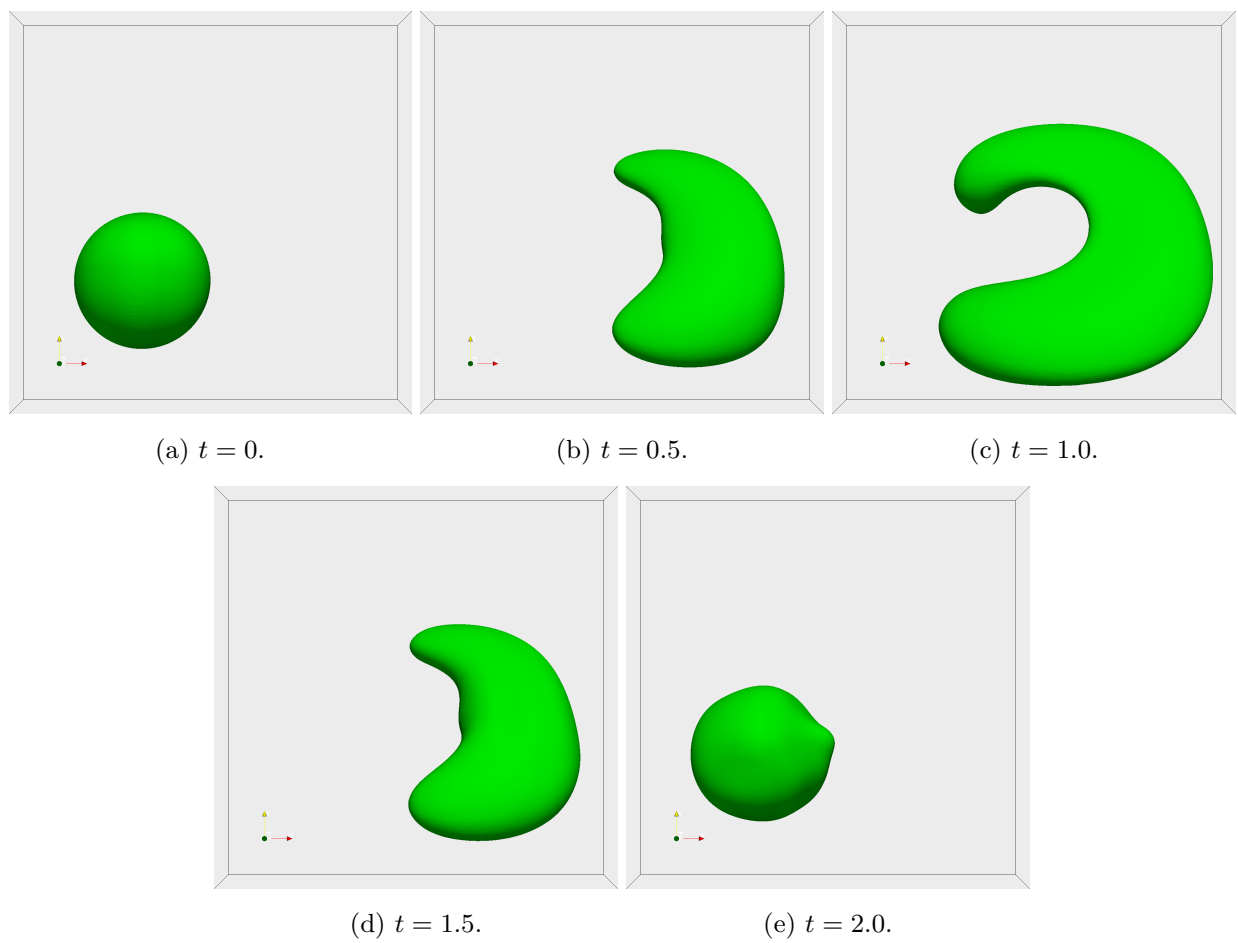 (a) t = 0.
(b) t = 0.5.
(c) t = 1.0.
(d) t = 1.5.
(e) t = 2.0.